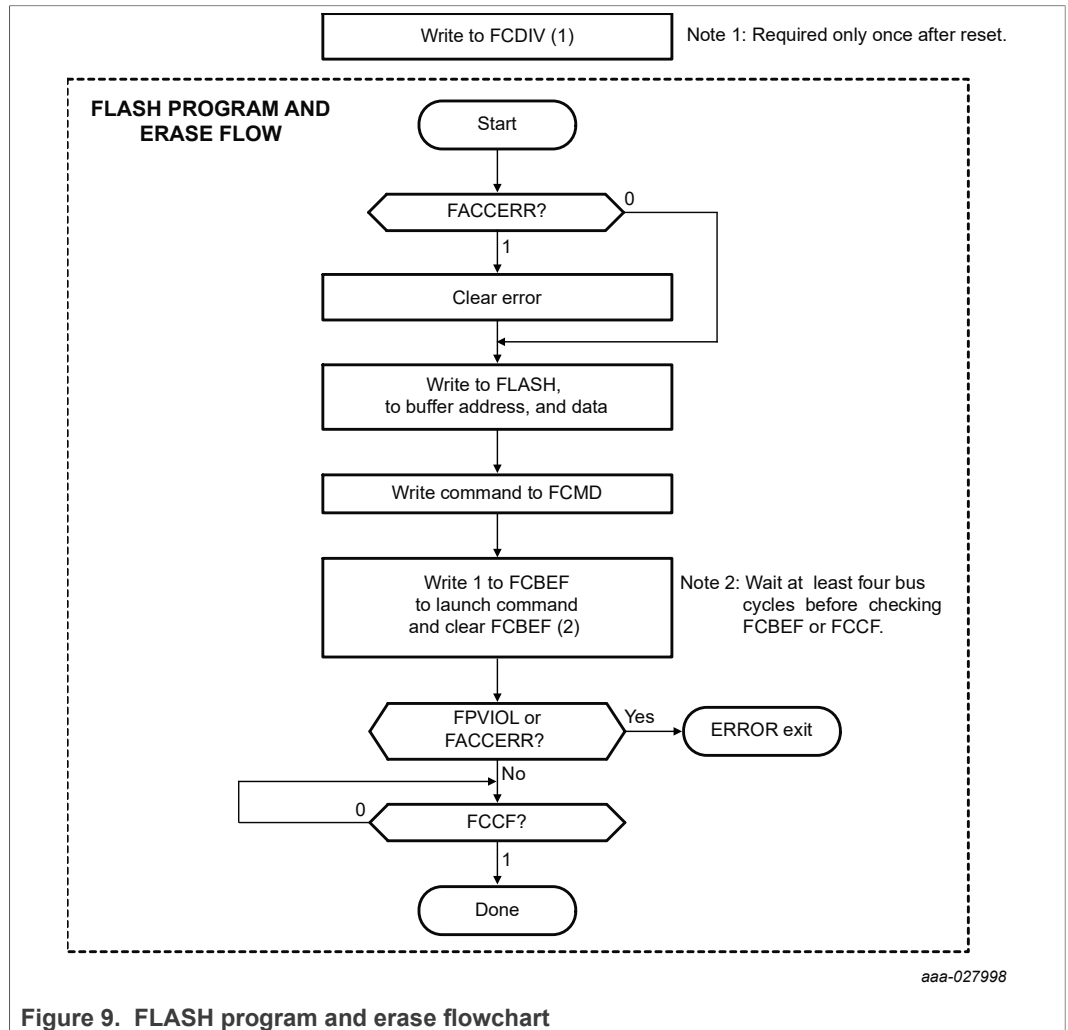 Write to FCDIV (1)
Note 1: Required only once after reset.
FLASH PROGRAM AND
ERASE FLOW
Start
FACCERR?
0
1
Clear error
Write to FLASH,
to buffer address, and data
Write command to FCMD
Write 1 to FCBEF
to launch command
and clear FCBEF (2)
Note 2: Wait at least four bus
cycles before checking
FCBEF or FCCF.
FPVIOL or
FACCERR?
Yes
ERROR exit
No
0
FCCF?
1
Done
aaa-027998
Figure 9. FLASH program and erase flowchart